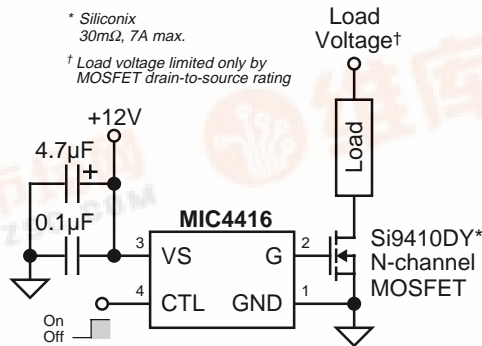 * Siliconix
30mΩ, 7A max.
† Load voltage limited only by
MOSFET drain-to-source rating
Load
Voltage†
+12V
4.7µF
+
0.1µF
Load
MIC4416
3
VS
G
2
4
CTL
GND
1
Si9410DY*
N-channel
MOSFET
On
Off